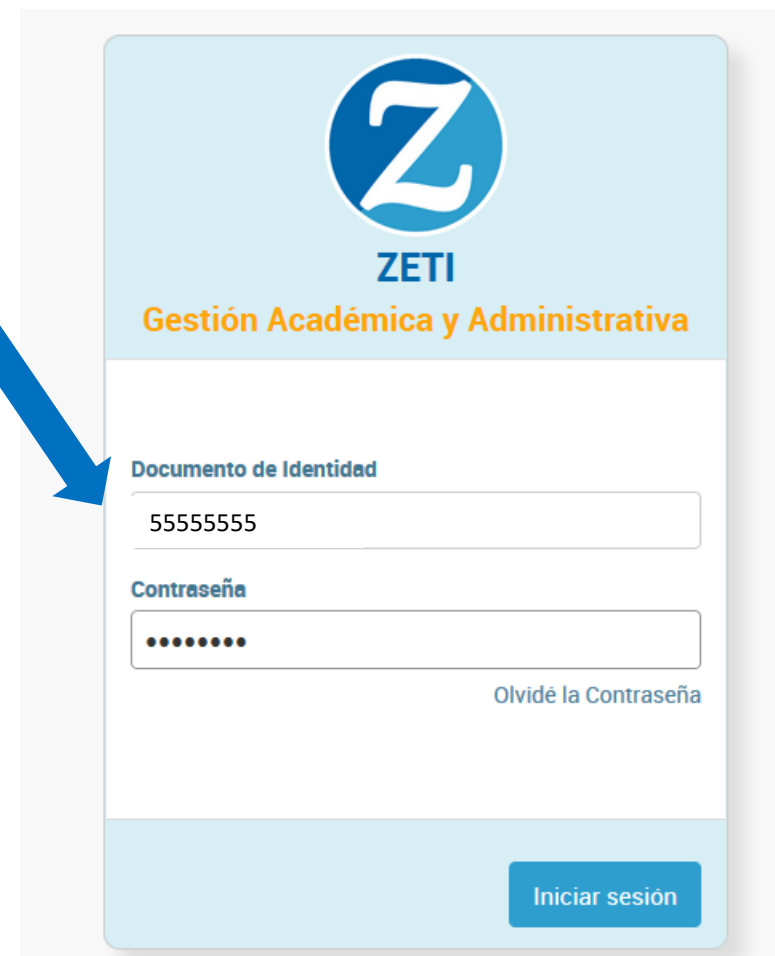 Z
ZETI
Gestión Académica y Administrativa
Documento de Identidad
55555555
Contraseña
••••••••
Olvidé la Contraseña
Iniciar sesión